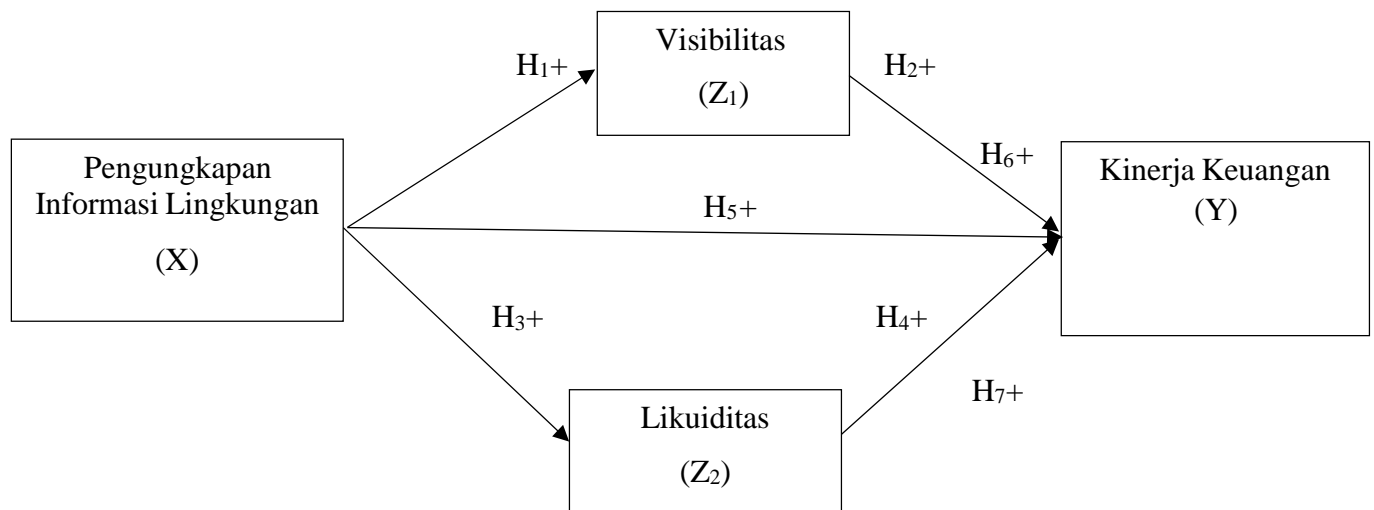 Visibilitas
(Z₁)
H₁+
H₂+
Pengungkapan
Informasi Lingkungan
(X)
H₆+
Kinerja Keuangan
(Y)
H₅+
H₃+
H₄+
H₇+
Likuiditas
(Z₂)